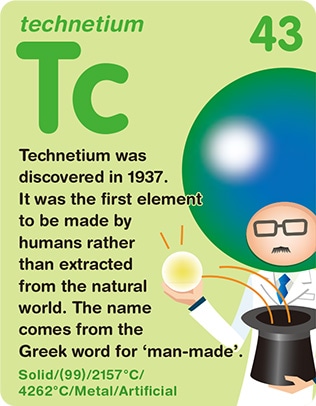 technetium
43
Tc
Technetium was
discovered in 1937.
It was the first element
to be made by
humans rather
than extracted
from the natural
world. The name
comes from the
Greek word for ‘man-made’.
Solid/(99)/2157°C/
4262°C/Metal/Artificial